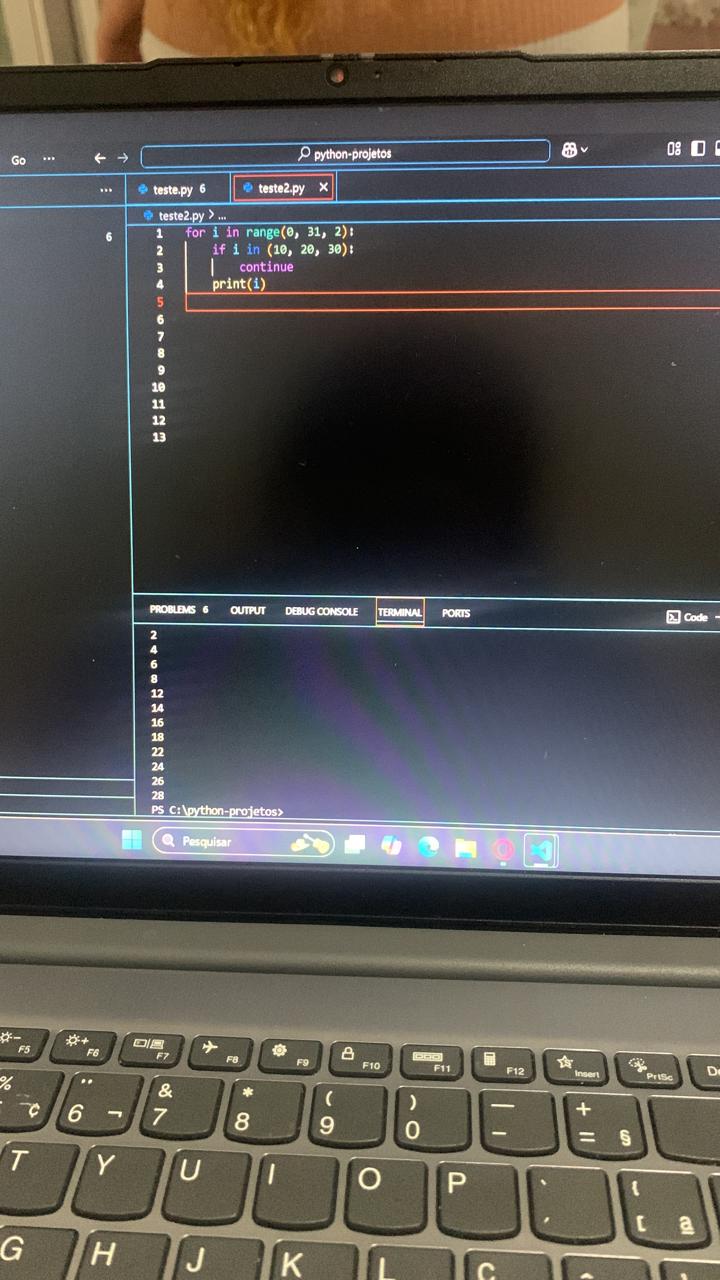 Go ... python-projetos
... teste.py 6 teste2.py
teste2.py > ...
6
1 for i in range(0, 31, 2):
2 if i in (10, 20, 30):
3 continue
4 print(i)
5
6
7
8
9
10
11
12
13
PROBLEMS 6 OUTPUT DEBUG CONSOLE TERMINAL PORTS Code
2
4
6
8
12
14
16
18
22
24
26
28
PS C:\python-projetos>
Pesquisar
F5 F6 F7 F8 F9 F10 F11 F12 Insert PrtSc
% ¢ ¨ 6 ¬ & 7 * 8 ( 9 ) 0 — - + = §
T Y U I O P ` ´ { [ ª
G H J K L Ç